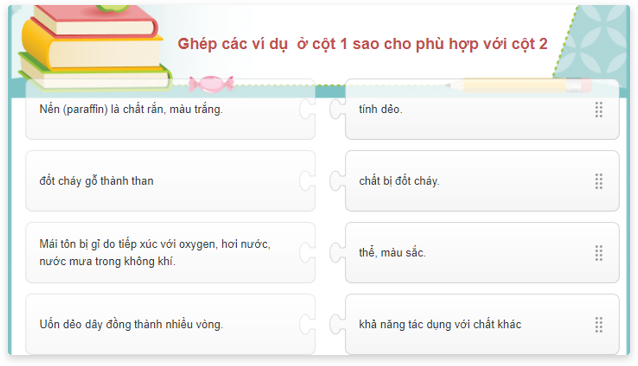 Ghép các ví dụ ở cột 1 sao cho phù hợp với cột 2
Nến (paraffin) là chất rắn, màu trắng.
tính dẻo.
đốt cháy gỗ thành than
chất bị đốt cháy.
Mái tôn bị gỉ do tiếp xúc với oxygen, hơi nước,
nước mưa trong không khí.
thể, màu sắc.
Uốn dẻo dây đồng thành nhiều vòng.
khả năng tác dụng với chất khác